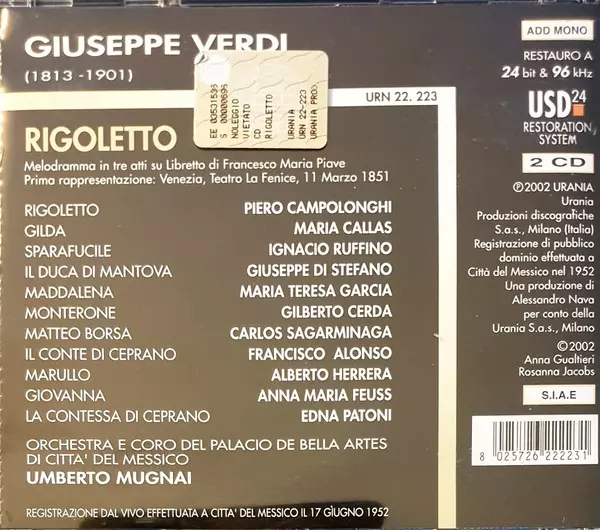 GIUSEPPE VERDI
(1813 -1901)
URN 22. 223
EE 03531536
S 00000696
NOLEGGIO
VIETATO
CD
RIGOLETTO
URANIA
URN 22-223
URANIA PROD.
RIGOLETTO
Melodramma in tre atti su Libretto di Francesco Maria Piave
Prima rappresentazione: Venezia, Teatro La Fenice, 11 Marzo 1851
RIGOLETTO PIERO CAMPOLONGHI
GILDA MARIA CALLAS
SPARAFUCILE IGNACIO RUFFINO
IL DUCA DI MANTOVA GIUSEPPE DI STEFANO
MADDALENA MARIA TERESA GARCIA
MONTERONE GILBERTO CERDA
MATTEO BORSA CARLOS SAGARMINAGA
IL CONTE DI CEPRANO FRANCISCO ALONSO
MARULLO ALBERTO HERRERA
GIOVANNA ANNA MARIA FEUSS
LA CONTESSA DI CEPRANO EDNA PATONI
ORCHESTRA E CORO DEL PALACIO DE BELLA ARTES
DI CITTA' DEL MESSICO
UMBERTO MUGNAI
REGISTRAZIONE DAL VIVO EFFETTUATA A CITTA' DEL MESSICO IL 17 GIUGNO 1952
ADD MONO
RESTAURO A
24 bit & 96 kHz
USD 24
RESTORATION
SYSTEM
2 CD
℗2002 URANIA
Urania
Produzioni discografiche
S.a.s., Milano (Italia)
Registrazione di pubblico
dominio effettuata a
Città del Messico nel 1952
Una produzione di
Alessandro Nava
per conto della
Urania S.a.s., Milano
©2002
Anna Gualtieri
Rosanna Jacobs
S.I.A.E
8 025726 222231